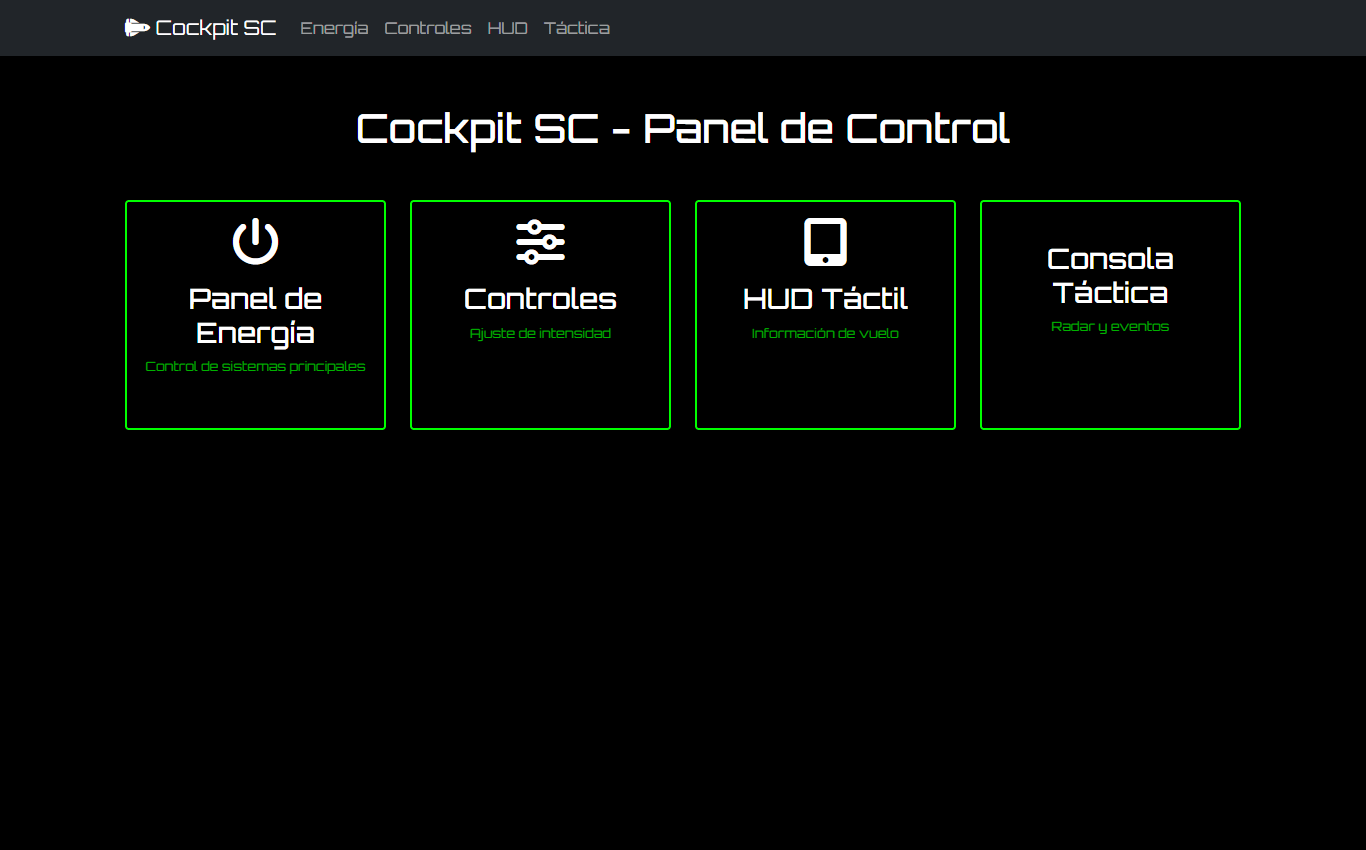 Cockpit SC Energía Controles HUD Táctica
Cockpit SC - Panel de Control
Panel de
Energía
Control de sistemas principales
Controles
Ajuste de intensidad
HUD Táctil
Información de vuelo
Consola
Táctica
Radar y eventos